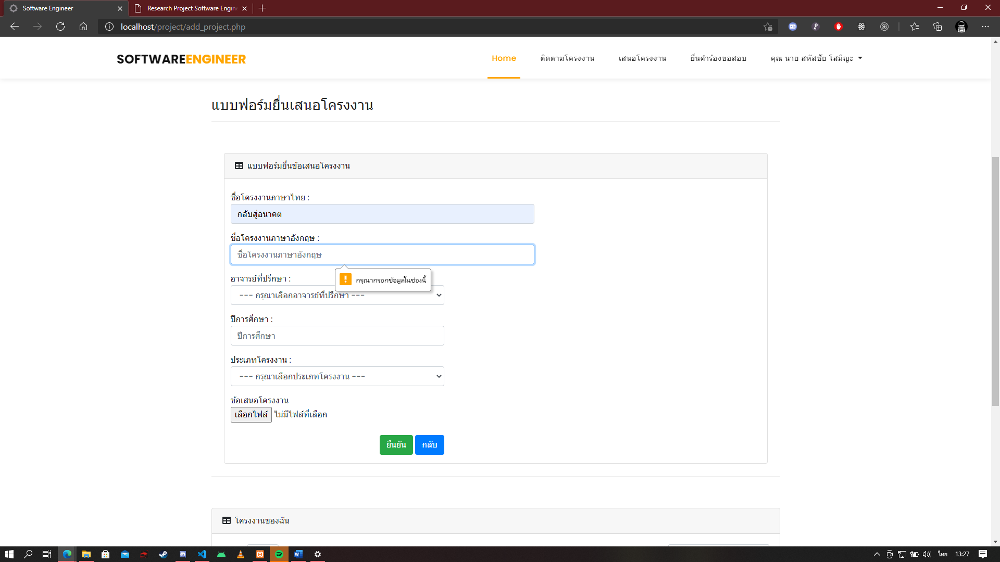 Software Engineer
Research Project Software Engin
localhost/project/add_project.php
SOFTWAREENGINEER
Home
ติดตามโครงงาน
เสนอโครงงาน
ยื่นคำร้องขอสอบ
คุณ นาย สหัสชัย โสมิญะ
แบบฟอร์มยื่นเสนอโครงงาน
แบบฟอร์มยื่นข้อเสนอโครงงาน
ชื่อโครงงานภาษาไทย :
กลับสู่อนาคต
ชื่อโครงงานภาษาอังกฤษ :
ชื่อโครงงานภาษาอังกฤษ
กรุณากรอกข้อมูลในช่องนี้
อาจารย์ที่ปรึกษา :
--- กรุณาเลือกอาจารย์ที่ปรึกษา ---
ปีการศึกษา :
ปีการศึกษา
ประเภทโครงงาน :
--- กรุณาเลือกประเภทโครงงาน ---
ข้อเสนอโครงงาน
เลือกไฟล์ ไม่มีไฟล์ที่เลือก
ยืนยัน
กลับ
โครงงานของฉัน
ไทย
13:27